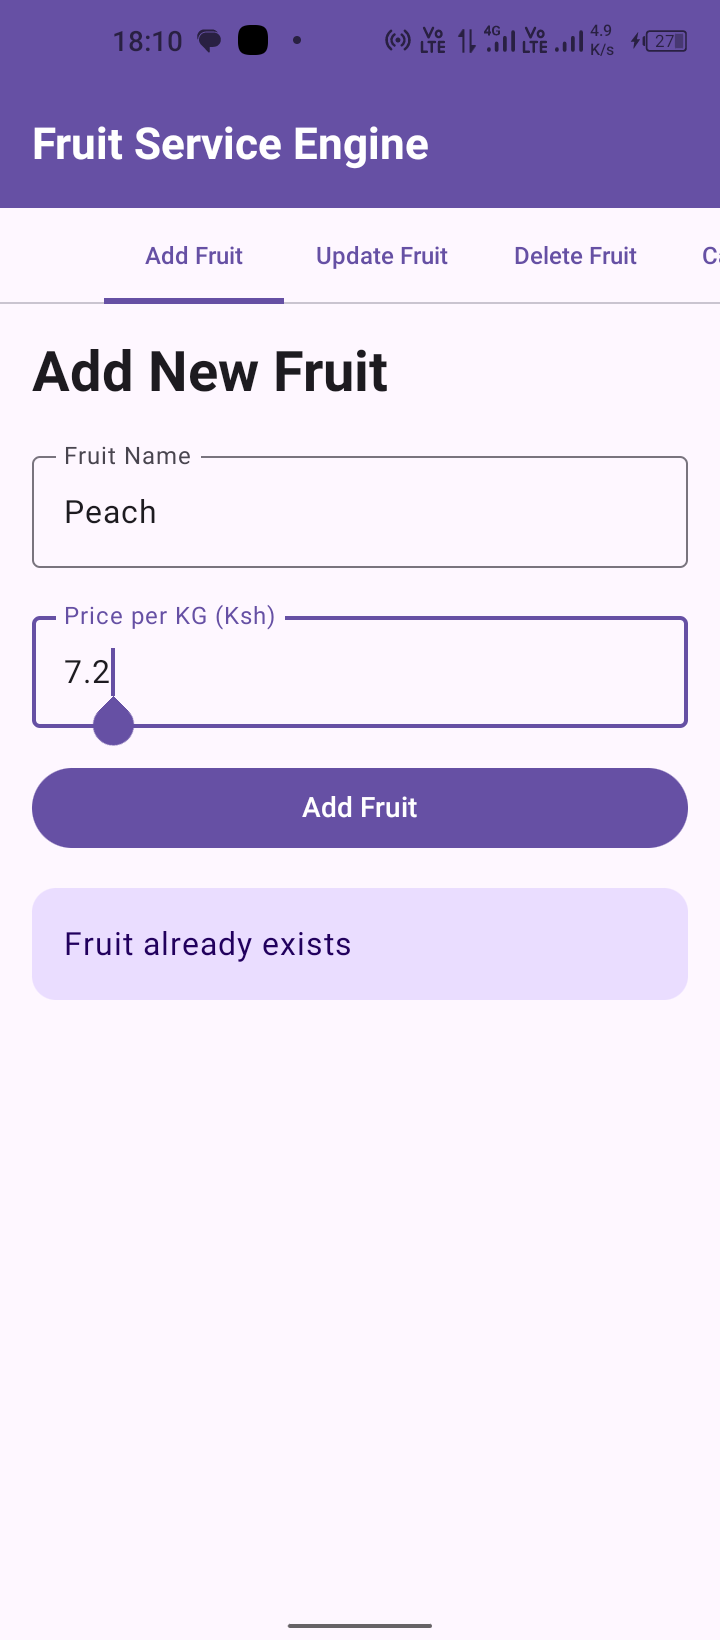 18:10 Vo LTE 4G Vo LTE 4.9 K/s 27
Fruit Service Engine
Add Fruit Update Fruit Delete Fruit
Add New Fruit
Fruit Name
Peach
Price per KG (Ksh)
7.2
Add Fruit
Fruit already exists